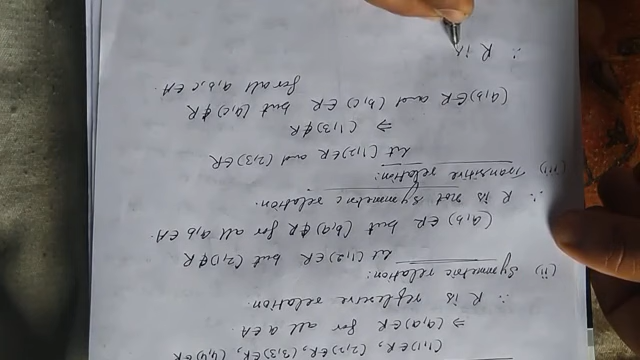 (1,1)∈R, (2,2)∈R, (3,3)∈R, (4,4)∈R
⇒ (a,a)∈R for all a∈A
∴ R is reflexive relation.
(ii) Symmetric relation:
Let (1,2)∈R but (2,1)∉R
(a,b)∈R but (b,a)∉R for all a,b∈A.
∴ R is not symmetric relation.
(iii) Transitive relation:
Let (1,2)∈R and (2,3)∈R
⇒ (1,3)∉R
(a,b)∈R and (b,c)∈R but (a,c)∉R
for all a,b,c∈A
∴ R is